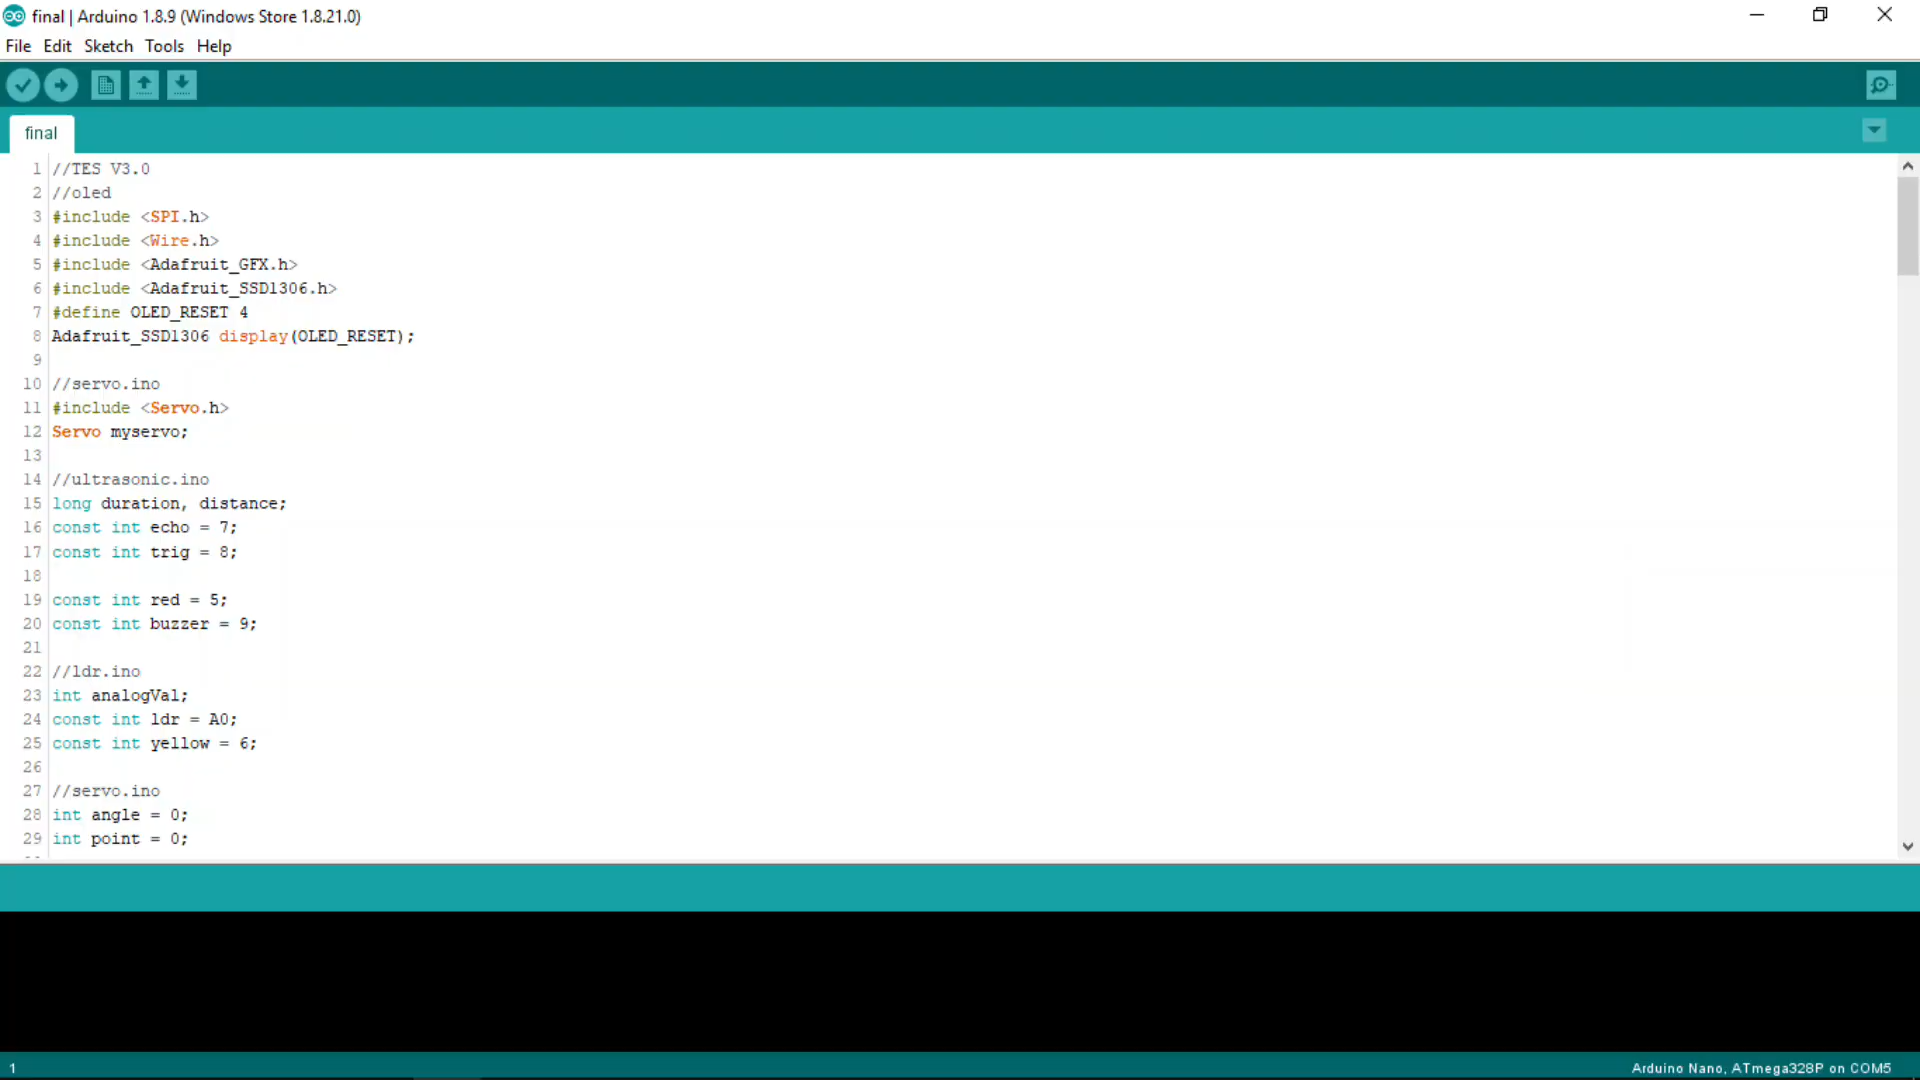 final | Arduino 1.8.9 (Windows Store 1.8.21.0)
File Edit Sketch Tools Help
final
1 //TES V3.0
2 //oled
3 #include <SPI.h>
4 #include <Wire.h>
5 #include <Adafruit_GFX.h>
6 #include <Adafruit_SSD1306.h>
7 #define OLED_RESET 4
8 Adafruit_SSD1306 display(OLED_RESET);
9
10 //servo.ino
11 #include <Servo.h>
12 Servo myservo;
13
14 //ultrasonic.ino
15 long duration, distance;
16 const int echo = 7;
17 const int trig = 8;
18
19 const int red = 5;
20 const int buzzer = 9;
21
22 //ldr.ino
23 int analogVal;
24 const int ldr = A0;
25 const int yellow = 6;
26
27 //servo.ino
28 int angle = 0;
29 int point = 0;
1
Arduino Nano, ATmega328P on COM5